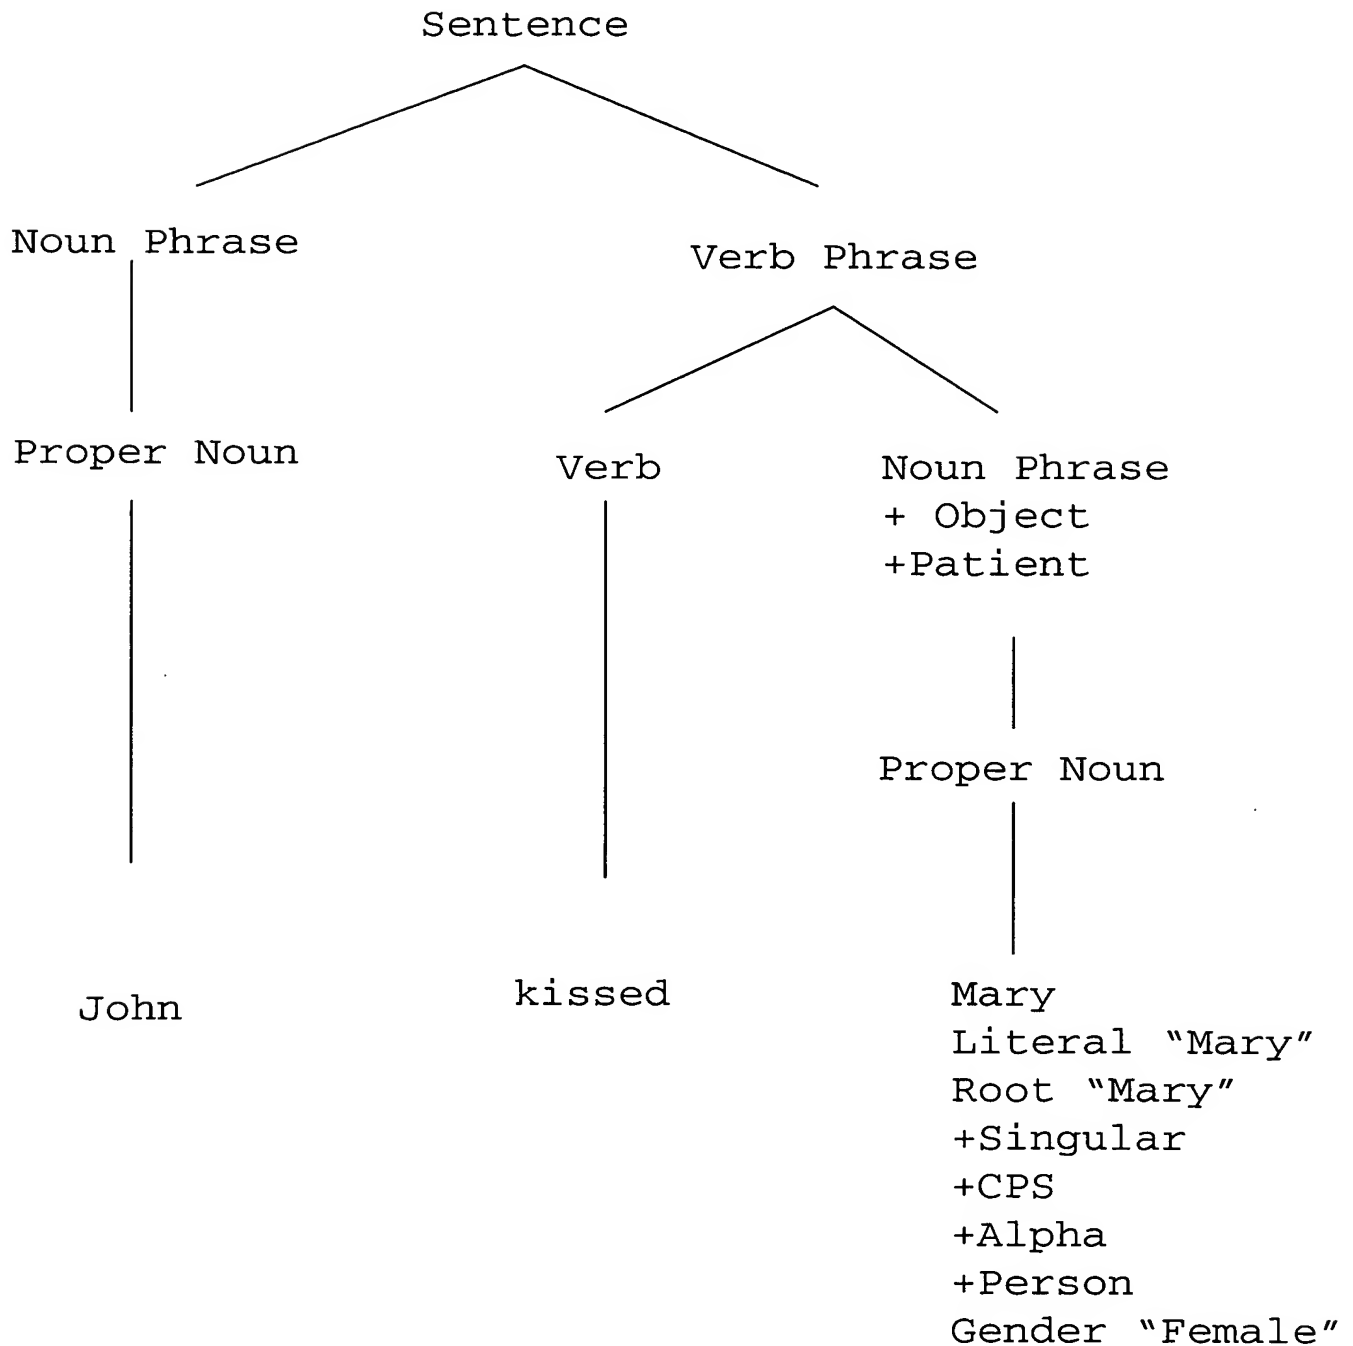 Sentence
Noun Phrase
Verb Phrase
Proper Noun
Verb
Noun Phrase
+ Object
+Patient
Proper Noun
John
kissed
Mary
Literal “Mary”
Root “Mary”
+Singular
+CPS
+Alpha
+Person
Gender “Female”